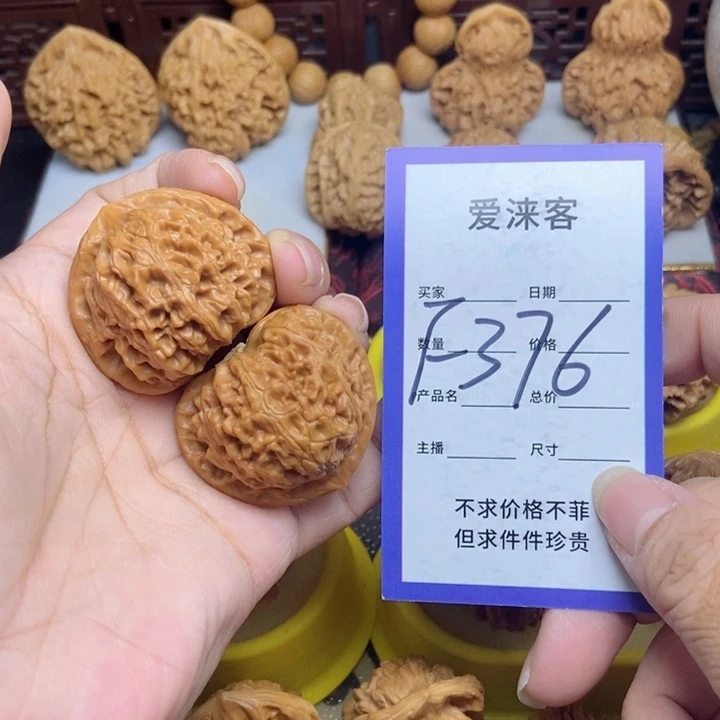 爱涞客
买家 日期
F376
数量 价格
产品名 总价
主播 尺寸
不求价格不菲
但求件件珍贵